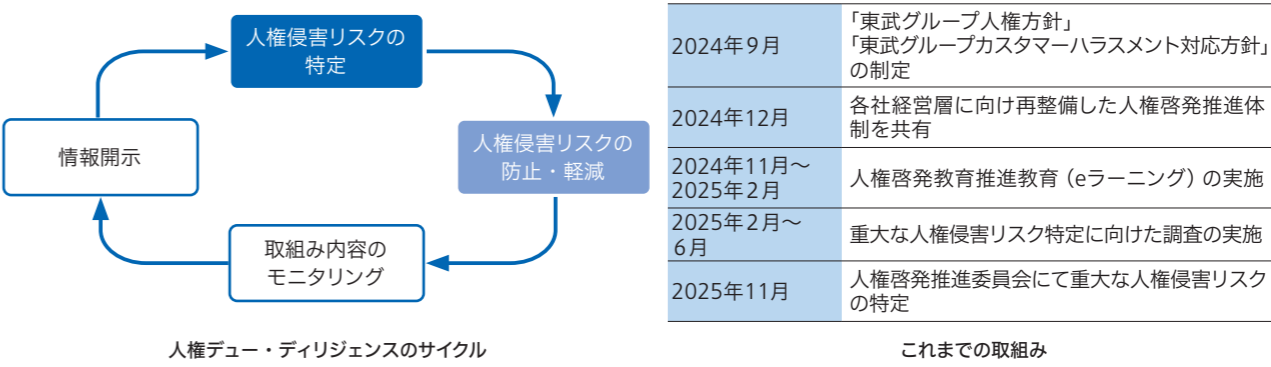 人権侵害リスクの
特定
人権侵害リスクの
防止・軽減
取組み内容の
モニタリング
情報開示
人権デュー・ディリジェンスのサイクル
2024年9月
「東武グループ人権方針」
「東武グループカスタマーハラスメント対応方針」
の制定
2024年12月
各社経営層に向け再整備した人権啓発推進体
制を共有
2024年11月～
2025年2月
人権啓発教育推進教育（eラーニング）の実施
2025年2月～
6月
重大な人権侵害リスク特定に向けた調査の実施
2025年11月
人権啓発推進委員会にて重大な人権侵害リスク
の特定
これまでの取組み